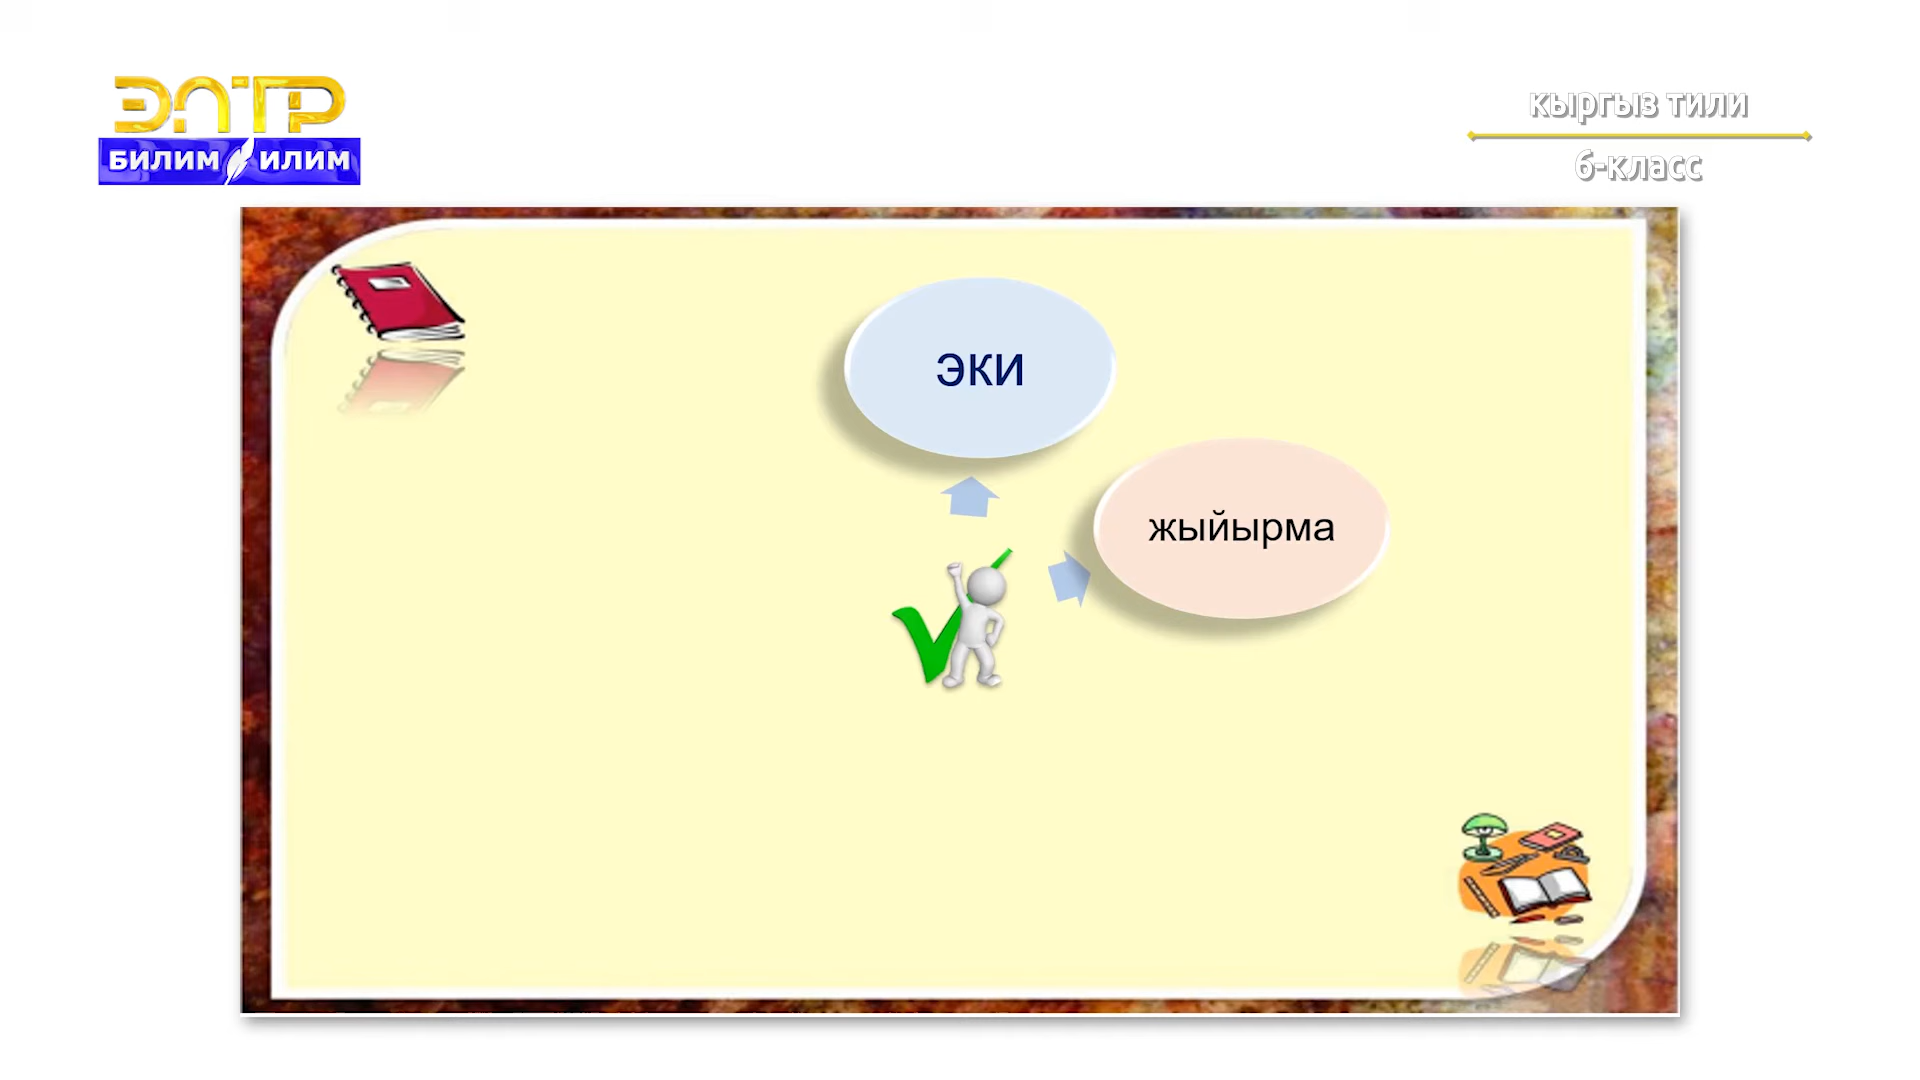 ЭЛТР
БИЛИМ ИЛИМ
кыргыз тили
6-класс
эки
жыйырма